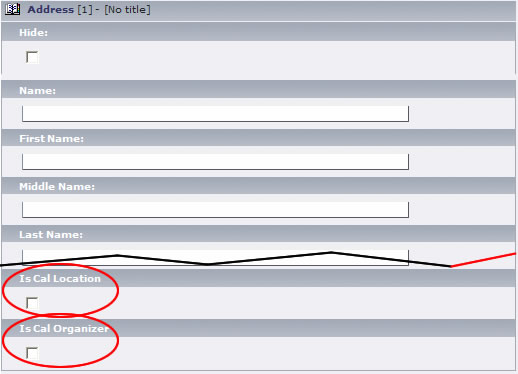 Address [1] - [No title]
Hide:
Name:
First Name:
Middle Name:
Last Name:
Is Cal Location
Is Cal Organizer